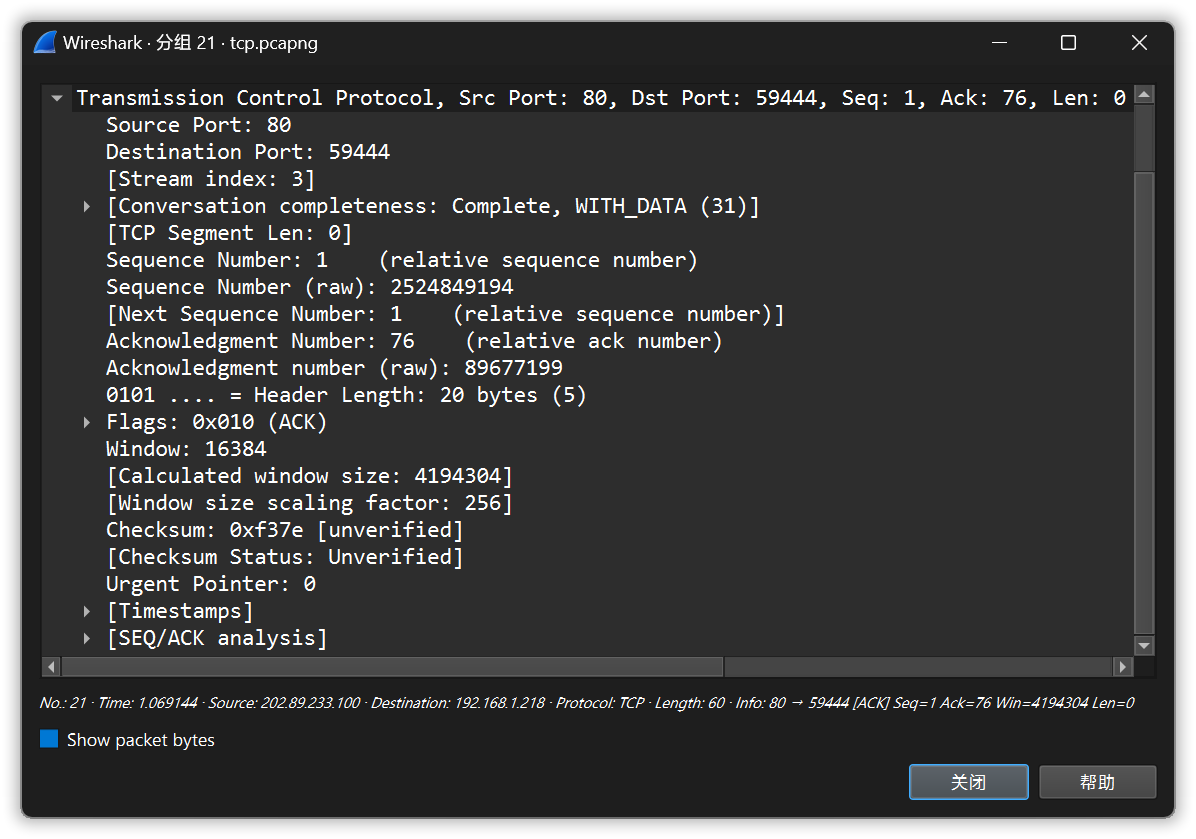 Wireshark · 分组 21 · tcp.pcapng
Transmission Control Protocol, Src Port: 80, Dst Port: 59444, Seq: 1, Ack: 76, Len: 0
Source Port: 80
Destination Port: 59444
[Stream index: 3]
[Conversation completeness: Complete, WITH_DATA (31)]
[TCP Segment Len: 0]
Sequence Number: 1    (relative sequence number)
Sequence Number (raw): 2524849194
[Next Sequence Number: 1    (relative sequence number)]
Acknowledgment Number: 76    (relative ack number)
Acknowledgment number (raw): 89677199
0101 .... = Header Length: 20 bytes (5)
Flags: 0x010 (ACK)
Window: 16384
[Calculated window size: 4194304]
[Window size scaling factor: 256]
Checksum: 0xf37e [unverified]
[Checksum Status: Unverified]
Urgent Pointer: 0
[Timestamps]
[SEQ/ACK analysis]
No.: 21 · Time: 1.069144 · Source: 202.89.233.100 · Destination: 192.168.1.218 · Protocol: TCP · Length: 60 · Info: 80 → 59444 [ACK] Seq=1 Ack=76 Win=4194304 Len=0
Show packet bytes
关闭 帮助